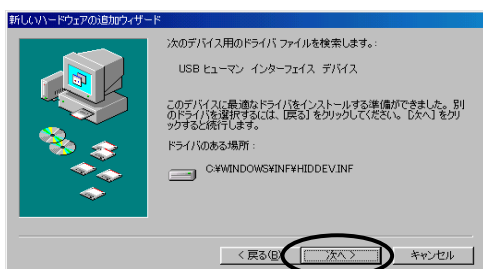 新しいハードウェアの追加ウィザード
次のデバイス用のドライバ ファイルを検索します。:
USB ヒューマン インターフェイス デバイス
このデバイスに最適なドライバをインストールする準備ができました。別
のドライバを選択するには、[戻る] をクリックしてください。[次へ] をクリ
ックすると続行します。
ドライバのある場所:
C:¥WINDOWS¥INF¥HIDDEV.INF
< 戻る(B)
次へ >
キャンセル